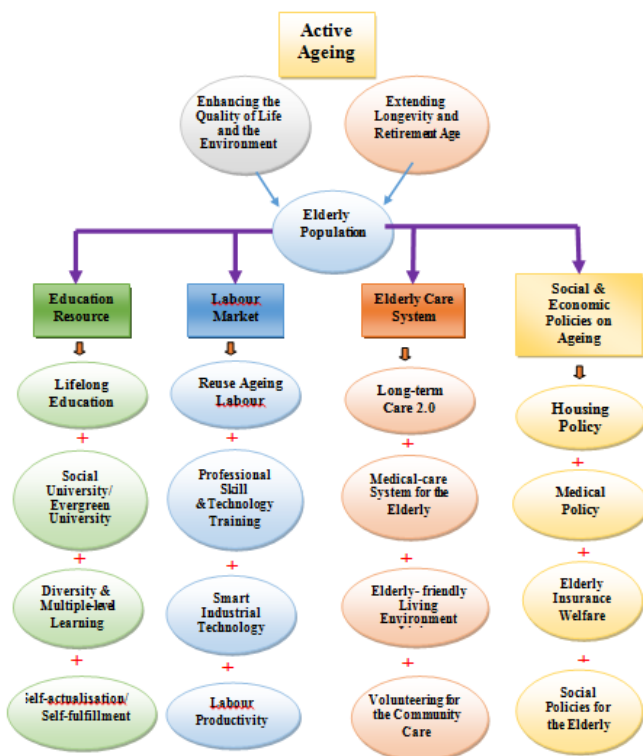 Active
Ageing
Enhancing the
Quality of Life
and the
Environment
Extending
Longevity and
Retirement Age
Elderly
Population
Education
Resource
Labour
Market
Elderly Care
System
Social &
Economic
Policies on
Ageing
Lifelong
Education
+
Social
University/
Evergreen
University
+
Diversity &
Multiple-level
Learning
+
Self-actualisation/
Self-fulfillment
Reuse Ageing
Labour
+
Professional
Skill
&Technology
Training
+
Smart
Industrial
Technology
+
Labour
Productivity
Long-term
Care 2.0
+
Medical-care
System for the
Elderly
+
Elderly- friendly
Living
Environment
+
Volunteering for
the Community
Care
Housing
Policy
+
Medical
Policy
+
Elderly
Insurance
Welfare
+
Social
Policies for
the Elderly